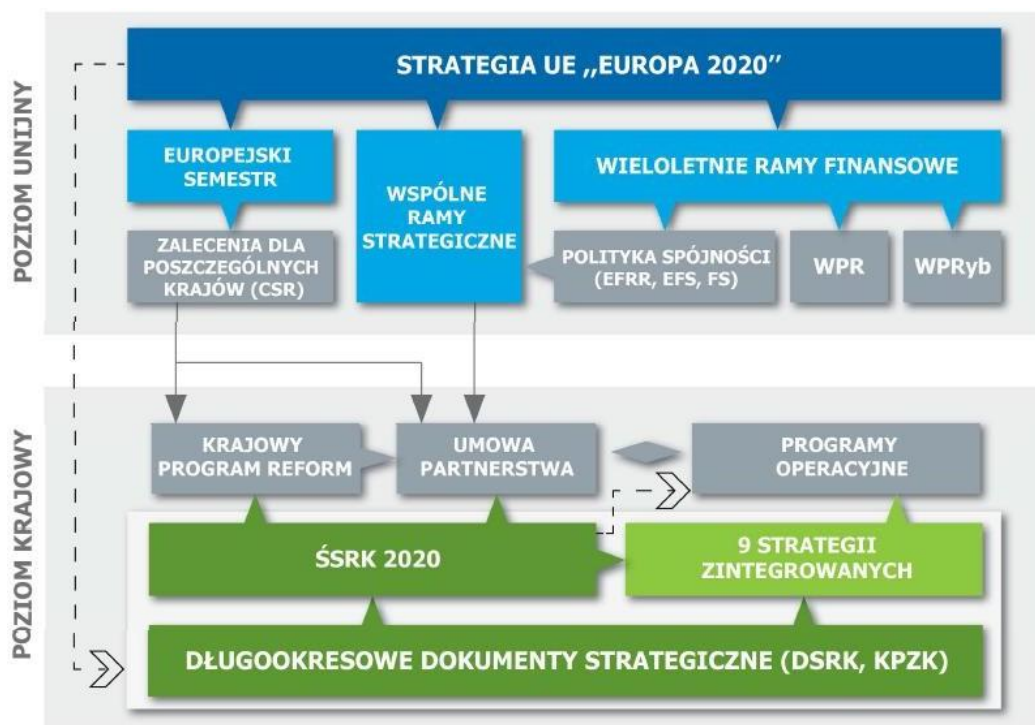 POZIOM UNIJNY
STRATEGIA UE „EUROPA 2020”
EUROPEJSKI
SEMESTR
WSPÓLNE
RAMY
STRATEGICZNE
WIELOLETNIE RAMY FINANSOWE
ZALECENIA DLA
POSZCZEGÓLNYCH
KRAJÓW (CSR)
POLITYKA SPÓJNOŚCI
(EFRR, EFS, FS)
WPR
WPRyb
POZIOM KRAJOWY
KRAJOWY
PROGRAM REFORM
UMOWA
PARTNERSTWA
PROGRAMY
OPERACYJNE
ŚSRK 2020
9 STRATEGII
ZINTEGROWANYCH
DŁUGOOKRESOWE DOKUMENTY STRATEGICZNE (DSRK, KPZK)